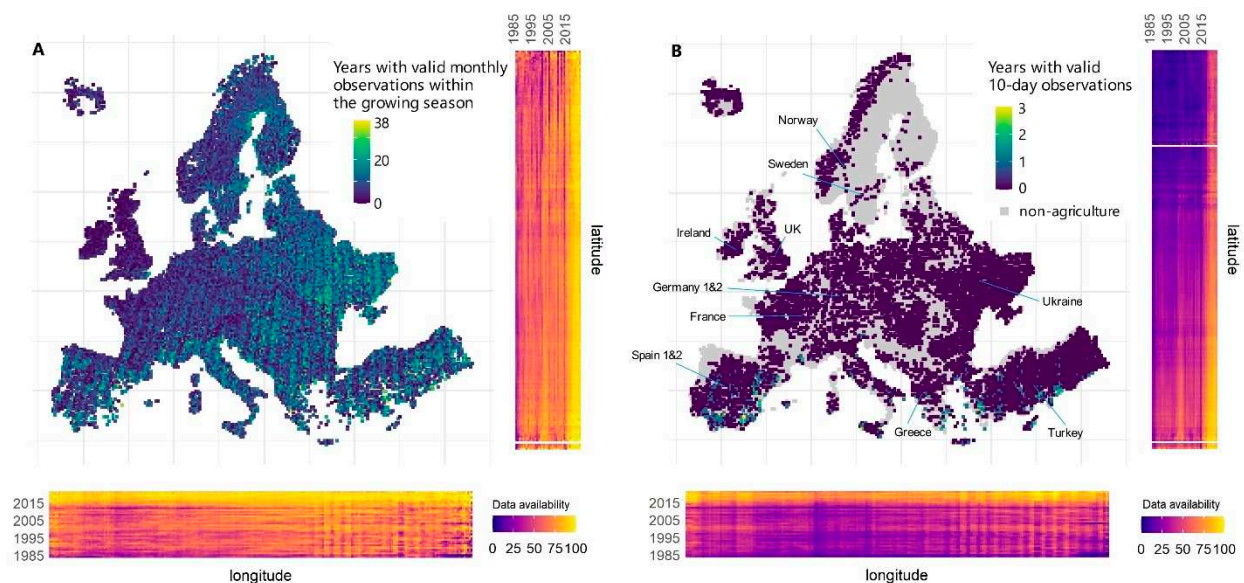 A
Years with valid monthly
observations within
the growing season
38
20
0
1985
1995
2005
2015
latitude
2015
2005
1995
1985
longitude
Data availability
0 25 50 75 100
B
Years with valid
10-day observations
3
2
1
0
non-agriculture
Norway
Sweden
Ireland
UK
Germany 1&2
France
Ukraine
Spain 1&2
Greece
Turkey
1985
1995
2005
2015
latitude
2015
2005
1995
1985
longitude
Data availability
0 25 50 75 100